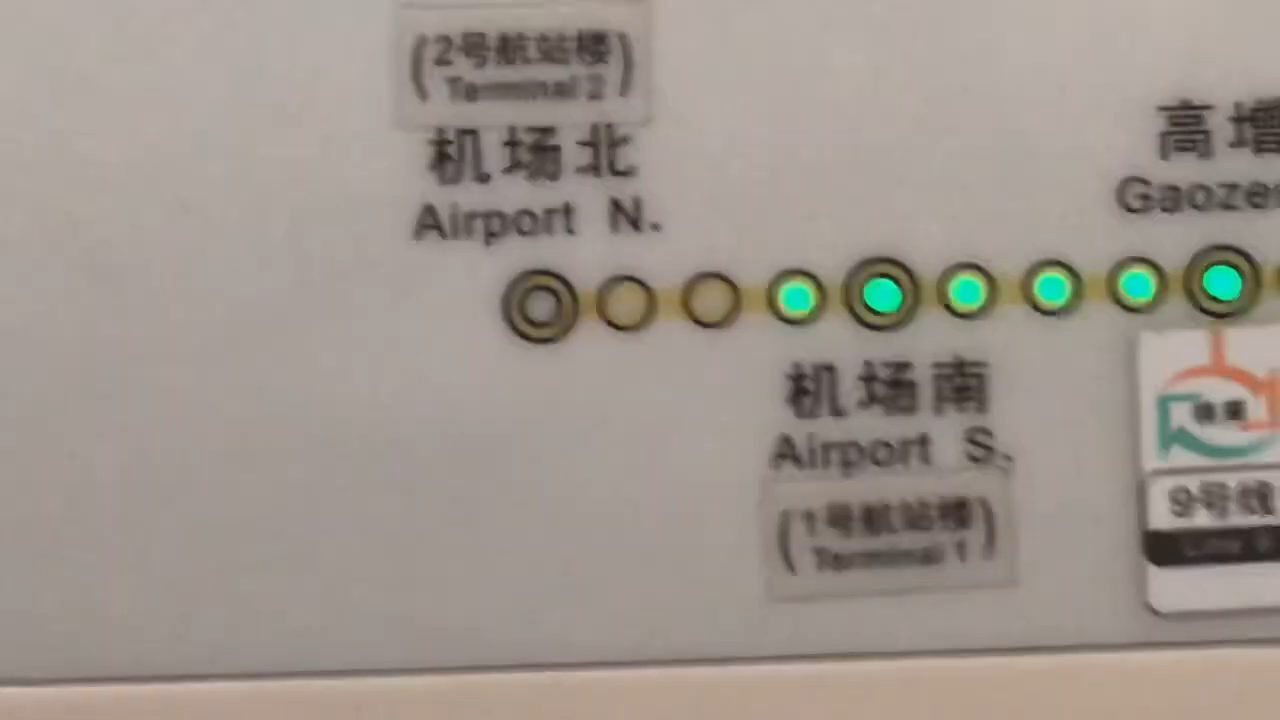 (2号航站楼)
Terminal 2
机场北
Airport N.
高增
Gaozen
机场南
Airport S.
(1号航站楼)
Terminal 1
9号线